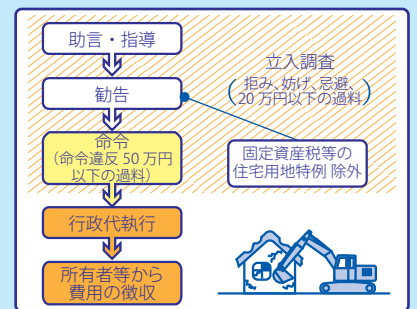 助言・指導
勧告
命令
(命令違反 50 万円
以下の過料)
行政代執行
所有者等から
費用の徴収
立入調査
(拒み、妨げ、忌避、
20 万円以下の過料)
固定資産税等の
住宅用地特例 除外